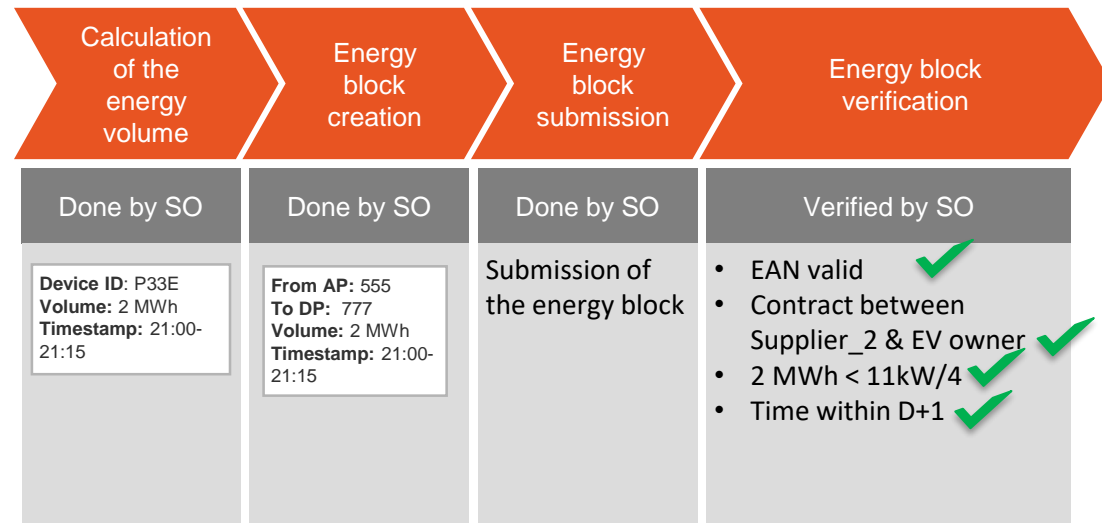 Calculation
of the
energy
volume
Energy
block
creation
Energy
block
submission
Energy block
verification
Done by SO
Done by SO
Done by SO
Verified by SO
Device ID: P33E
Volume: 2 MWh
Timestamp: 21:00-
21:15
From AP: 555
To DP: 777
Volume: 2 MWh
Timestamp: 21:00-
21:15
Submission of
the energy block
• EAN valid
• Contract between
Supplier_2 & EV owner
• 2 MWh < 11kW/4
• Time within D+1